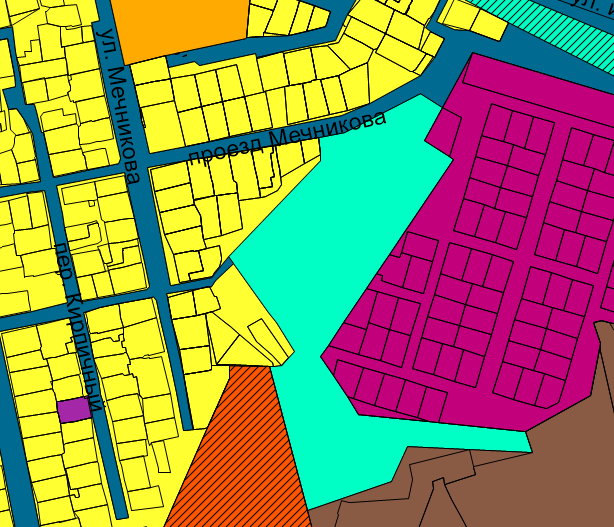 ул. Мечникова
проезд Мечникова
пер. Кирпичный